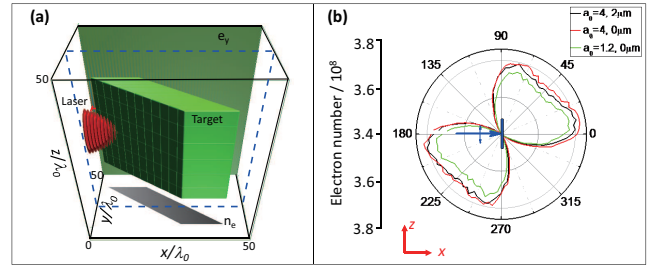 (a)
e_y
50
Laser
Target
z/λ₀
50
y/λ₀
n_e
0
50
x/λ₀
(b)
a₀=4, 2μm
a₀=4, 0μm
a₀=1.2, 0μm
Electron number / 10⁸
3.8
3.6
3.4
3.6
3.8
90
135
45
180
0
225
315
270
z
x